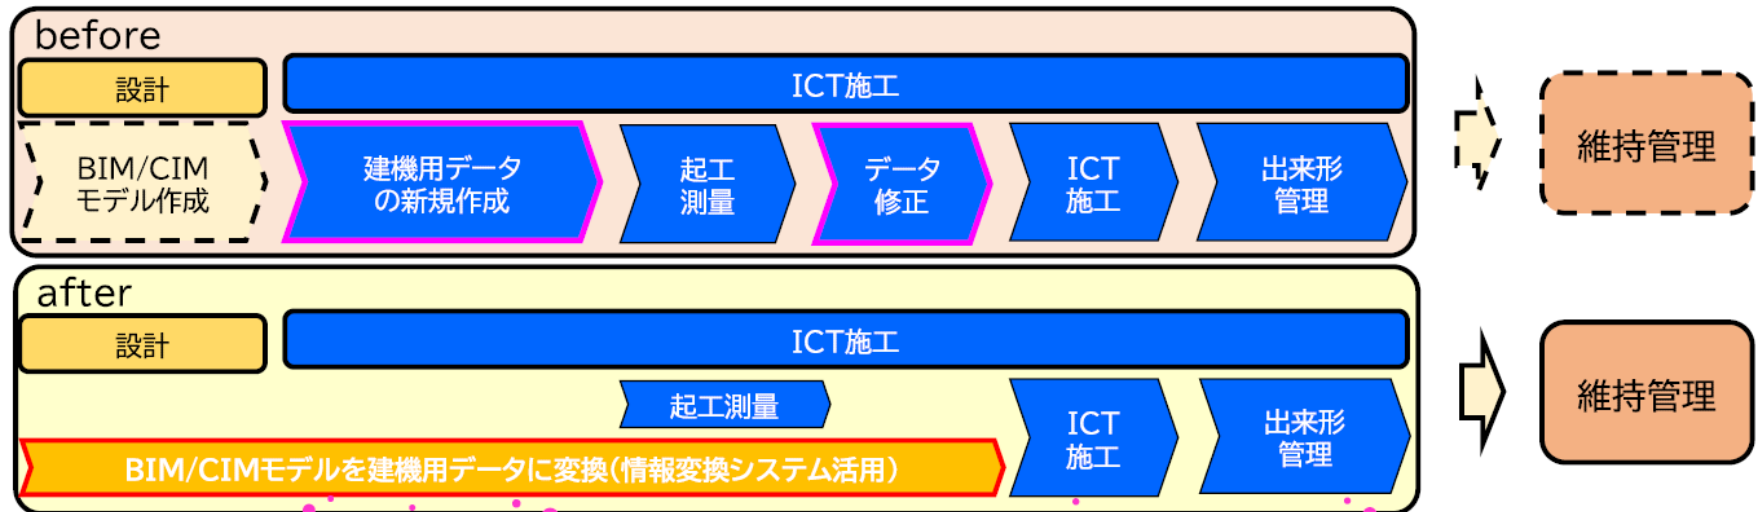 before
設計
ICT施工
BIM/CIM
モデル作成
建機用データ
の新規作成
起工
測量
データ
修正
ICT
施工
出来形
管理
維持管理
after
設計
ICT施工
起工測量
BIM/CIMモデルを建機用データに変換(情報変換システム活用)
ICT
施工
出来形
管理
維持管理